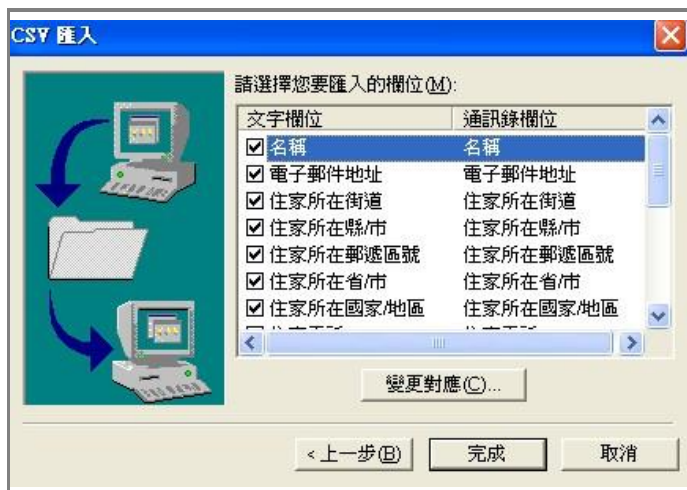 CSV 匯入
請選擇您要匯入的欄位(M):
文字欄位 通訊錄欄位
名稱 名稱
電子郵件地址 電子郵件地址
住家所在街道 住家所在街道
住家所在縣/市 住家所在縣/市
住家所在郵遞區號 住家所在郵遞區號
住家所在省/市 住家所在省/市
住家所在國家/地區 住家所在國家/地區
變更對應(C)...
<上一步(B) 完成 取消